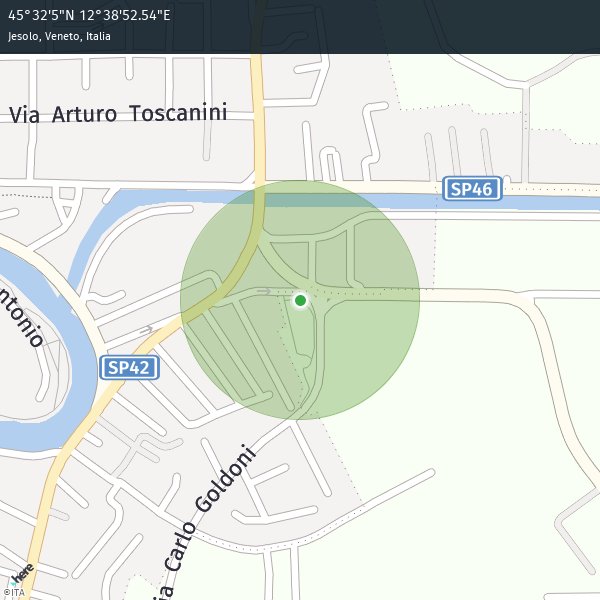 45°32'5"N 12°38'52.54"E
Jesolo, Veneto, Italia
Via Arturo Toscanini
SP46
ntonio
SP42
ia Carlo Goldoni
here
©ITA